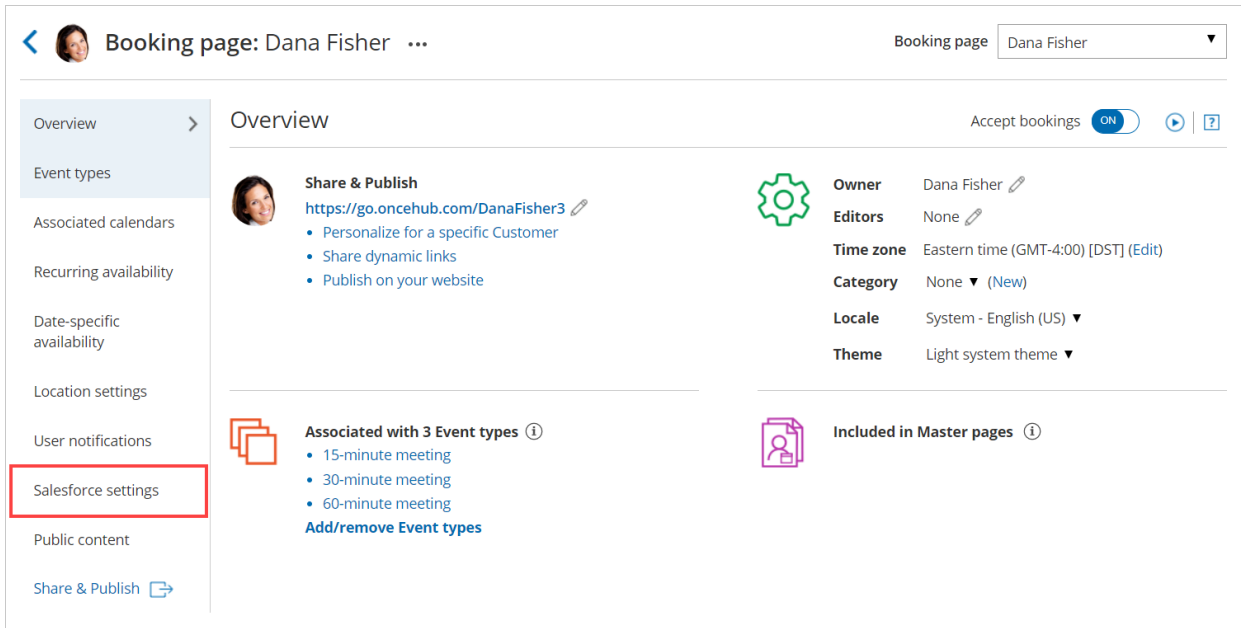 Booking page: Dana Fisher ...
Booking page
Dana Fisher
Overview
Event types
Associated calendars
Recurring availability
Date-specific
availability
Location settings
User notifications
Salesforce settings
Public content
Share & Publish
Overview
Accept bookings ON
?
Share & Publish
https://go.oncehub.com/DanaFisher3
• Personalize for a specific Customer
• Share dynamic links
• Publish on your website
Owner Dana Fisher
Editors None
Time zone Eastern time (GMT-4:00) [DST] (Edit)
Category None ▼ (New)
Locale System - English (US) ▼
Theme Light system theme ▼
Associated with 3 Event types i
• 15-minute meeting
• 30-minute meeting
• 60-minute meeting
Add/remove Event types
Included in Master pages i